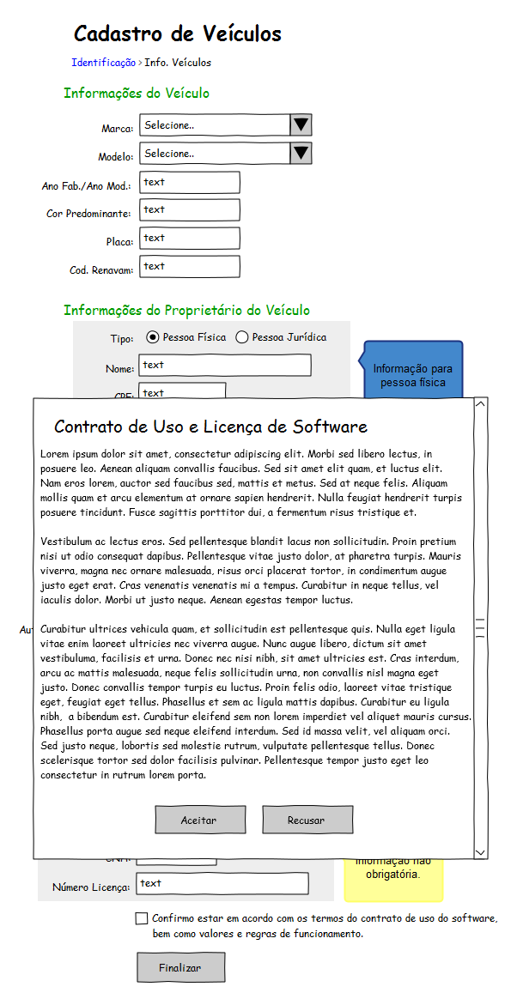 Cadastro de Veículos
Identificação > Info. Veículos
Informações do Veículo
Marca: Selecione..
Modelo: Selecione..
Ano Fab./Ano Mod.: text
Cor Predominante: text
Placa: text
Cod. Renavam: text
Informações do Proprietário do Veículo
Tipo: Pessoa Física Pessoa Jurídica
Nome: text
Informação para
pessoa física
CPF: text
Contrato de Uso e Licença de Software
Lorem ipsum dolor sit amet, consectetur adipiscing elit. Morbi sed libero lectus, in
posuere leo. Aenean aliquam convallis faucibus. Sed sit amet elit quam, et luctus elit.
Nam eros lorem, auctor sed faucibus sed, mattis et metus. Sed at neque felis. Aliquam
mollis quam et arcu elementum at ornare sapien hendrerit. Nulla feugiat hendrerit turpis
posuere tincidunt. Fusce sagittis porttitor dui, a fermentum risus tristique et.
Vestibulum ac lectus eros. Sed pellentesque blandit lacus non sollicitudin. Proin pretium
nisi ut odio consequat dapibus. Pellentesque vitae justo dolor, at pharetra turpis. Mauris
viverra, magna nec ornare malesuada, risus orci placerat tortor, in condimentum augue
justo eget erat. Cras venenatis venenatis mi a tempus. Curabitur in neque tellus, vel
iaculis dolor. Morbi ut justo neque. Aenean egestas tempor luctus.
Au
Curabitur ultrices vehicula quam, et sollicitudin est pellentesque quis. Nulla eget ligula
vitae enim laoreet ultricies nec viverra augue. Nunc augue libero, dictum sit amet
vestibuluma, facilisis et urna. Donec nec nisi nibh, sit amet ultricies est. Cras interdum,
arcu ac mattis malesuada, neque felis sollicitudin urna, non convallis nisl magna eget
justo. Donec convallis tempor turpis eu luctus. Proin felis odio, laoreet vitae tristique
eget, feugiat eget tellus. Phasellus et sem ac ligula mattis dapibus. Curabitur eu ligula
nibh, a bibendum est. Curabitur eleifend sem non lorem imperdiet vel aliquet mauris cursus.
Phasellus porta augue sed neque eleifend interdum. Sed id massa velit, vel aliquam orci.
Sed justo neque, lobortis sed molestie rutrum, vulputate pellentesque tellus. Donec
scelerisque tortor sed dolor facilisis pulvinar. Pellentesque tempor justo eget leo
consectetur in rutrum lorem porta.
Aceitar Recusar
informação não
obrigatória.
Número Licença: text
Confirmo estar em acordo com os termos do contrato de uso do software,
bem como valores e regras de funcionamento.
Finalizar